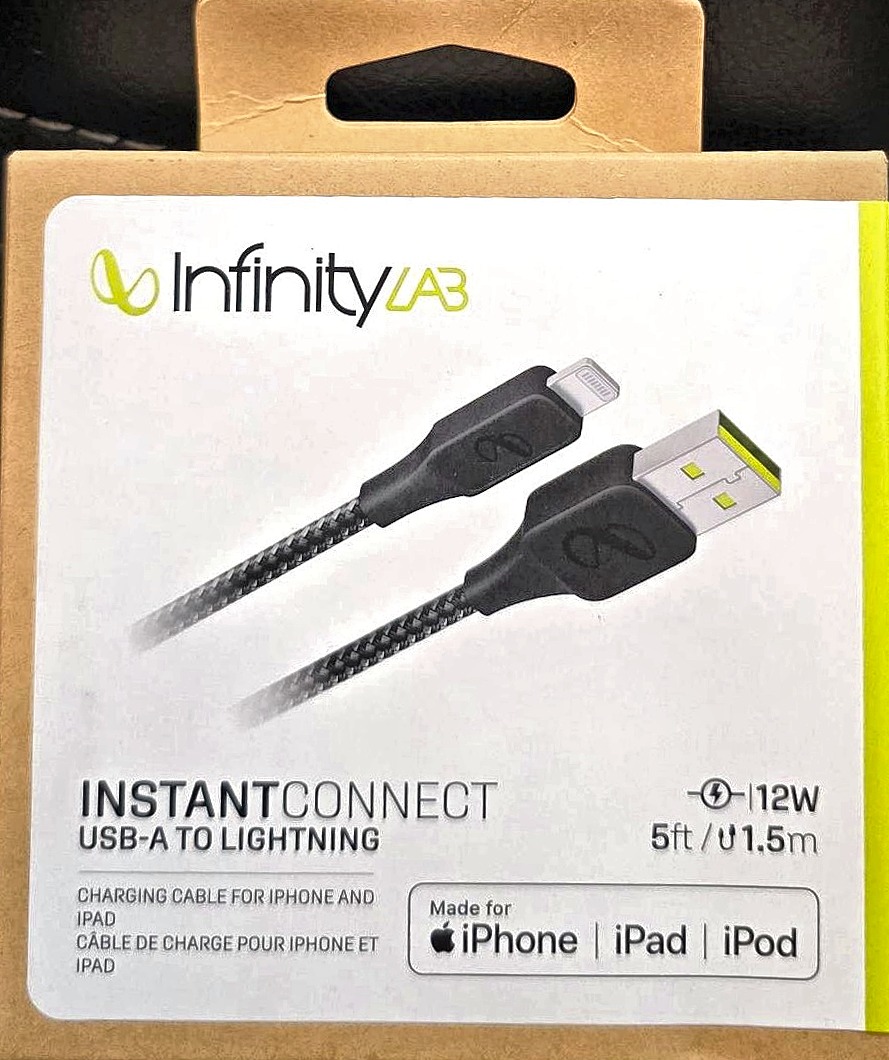 InfinityLAB
INSTANTCONNECT
USB-A TO LIGHTNING
12W
5ft / 1.5m
CHARGING CABLE FOR IPHONE AND
IPAD
CÂBLE DE CHARGE POUR IPHONE ET
IPAD
Made for
iPhone | iPad | iPod